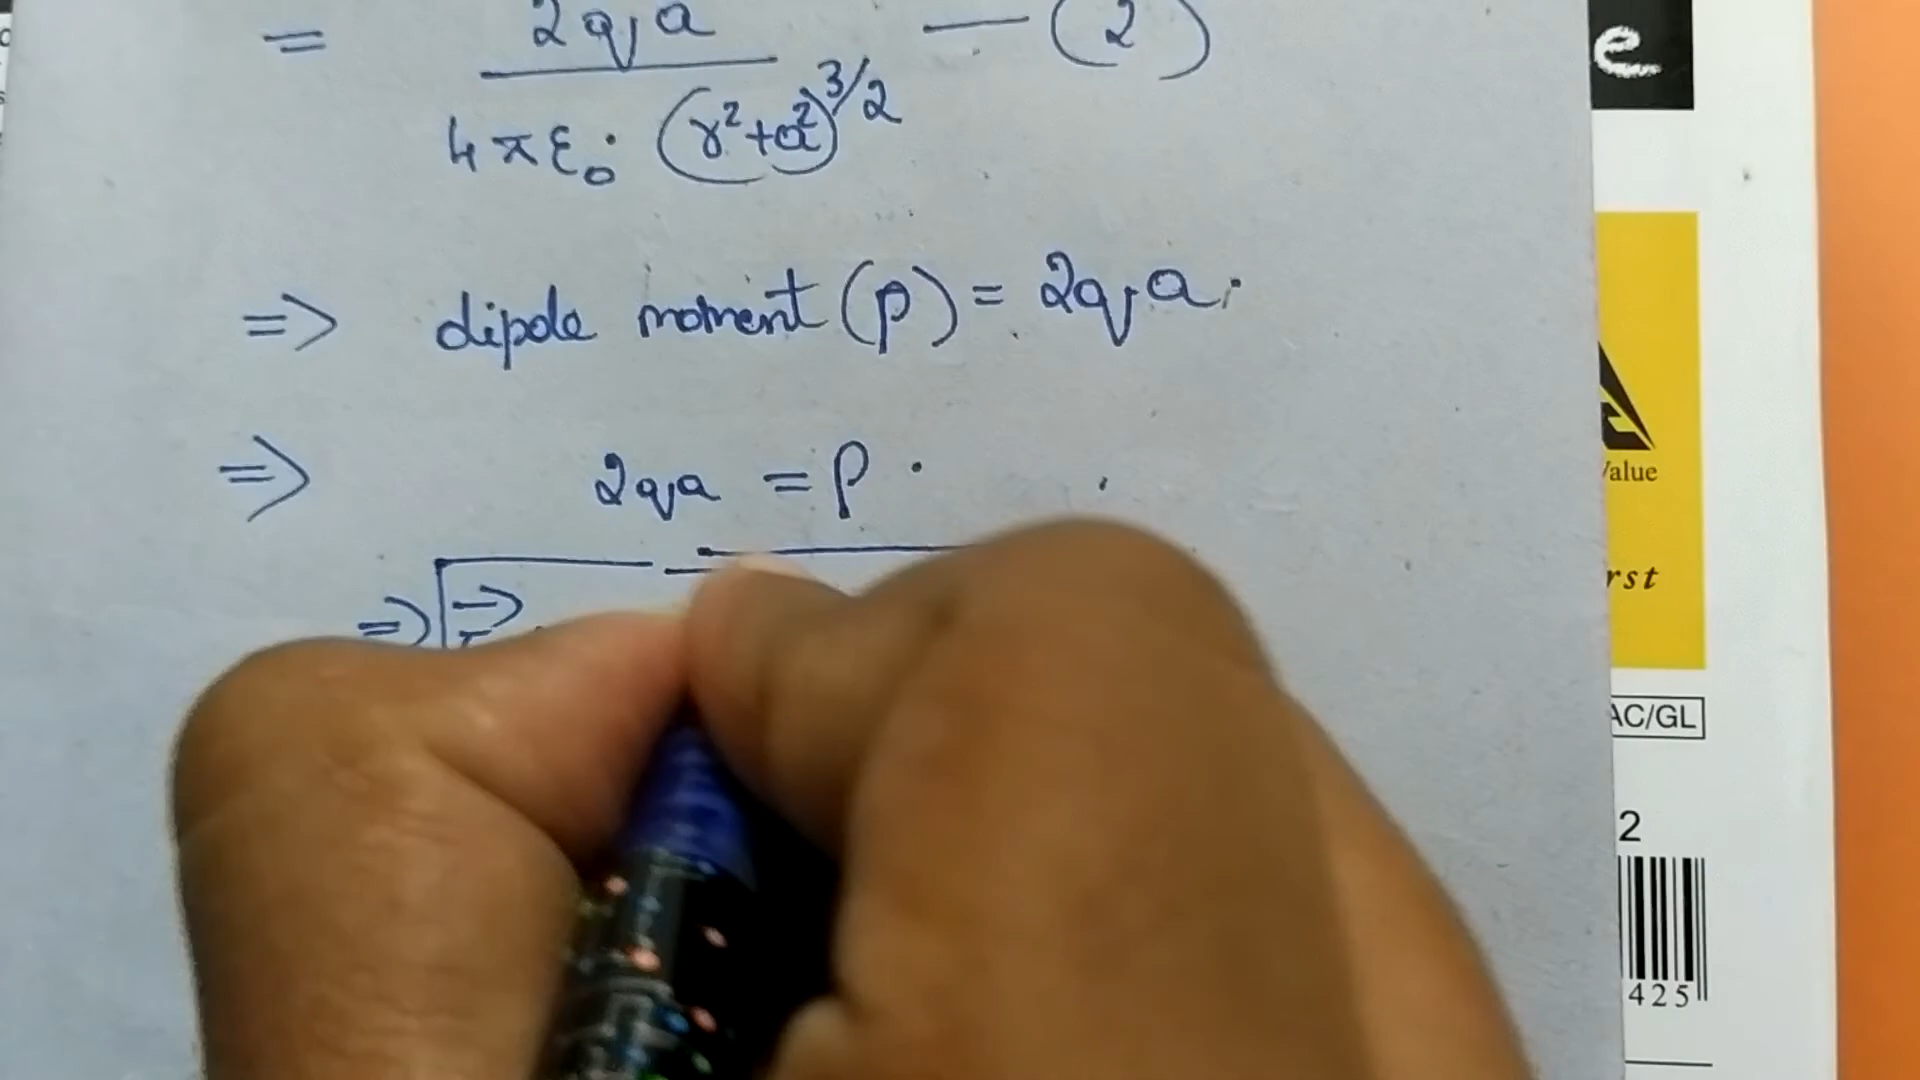 = 2qa / 4πε₀ (r²+a²)^3/2 — (2)
=> dipole moment (p) = 2qa.
=> 2qa = p.
=>
e
Value
rst
AC/GL
2
425